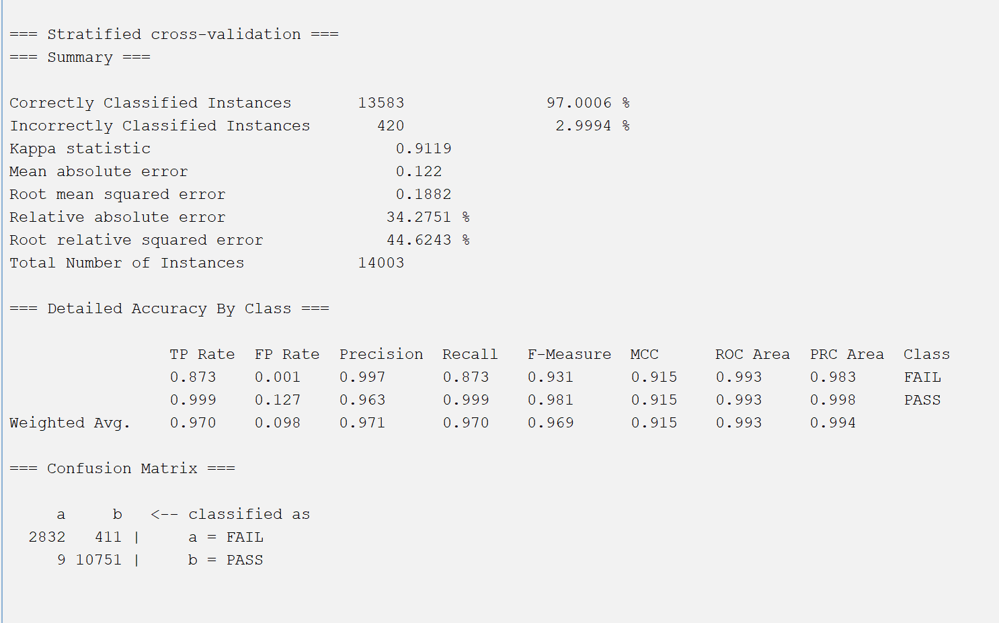 === Stratified cross-validation ===
=== Summary ===
Correctly Classified Instances 13583 97.0006 %
Incorrectly Classified Instances 420 2.9994 %
Kappa statistic 0.9119
Mean absolute error 0.122
Root mean squared error 0.1882
Relative absolute error 34.2751 %
Root relative squared error 44.6243 %
Total Number of Instances 14003
=== Detailed Accuracy By Class ===
TP Rate FP Rate Precision Recall F-Measure MCC ROC Area PRC Area Class
0.873 0.001 0.997 0.873 0.931 0.915 0.993 0.983 FAIL
0.999 0.127 0.963 0.999 0.981 0.915 0.993 0.998 PASS
Weighted Avg. 0.970 0.098 0.971 0.970 0.969 0.915 0.993 0.994
=== Confusion Matrix ===
a b <-- classified as
2832 411 | a = FAIL
9 10751 | b = PASS